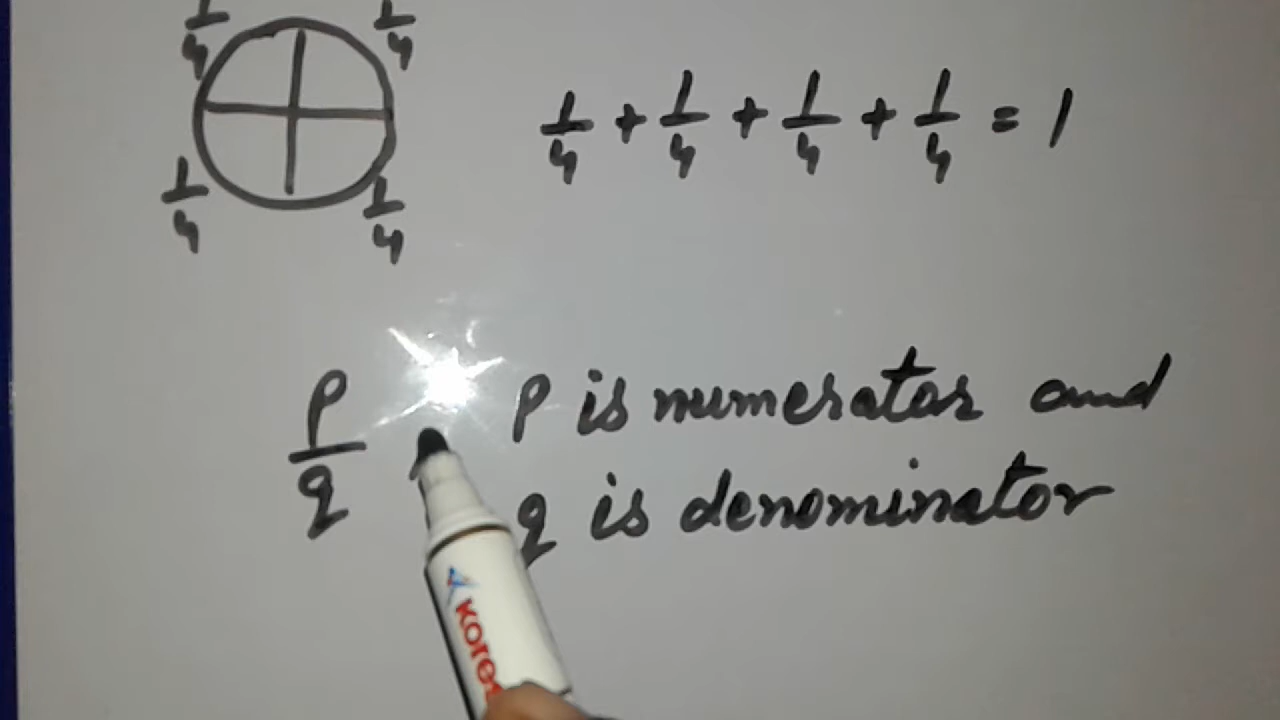 1/4 1/4
1/4 1/4
1/4 + 1/4 + 1/4 + 1/4 = 1
p/q p is numerator and
q is denominator
Kores